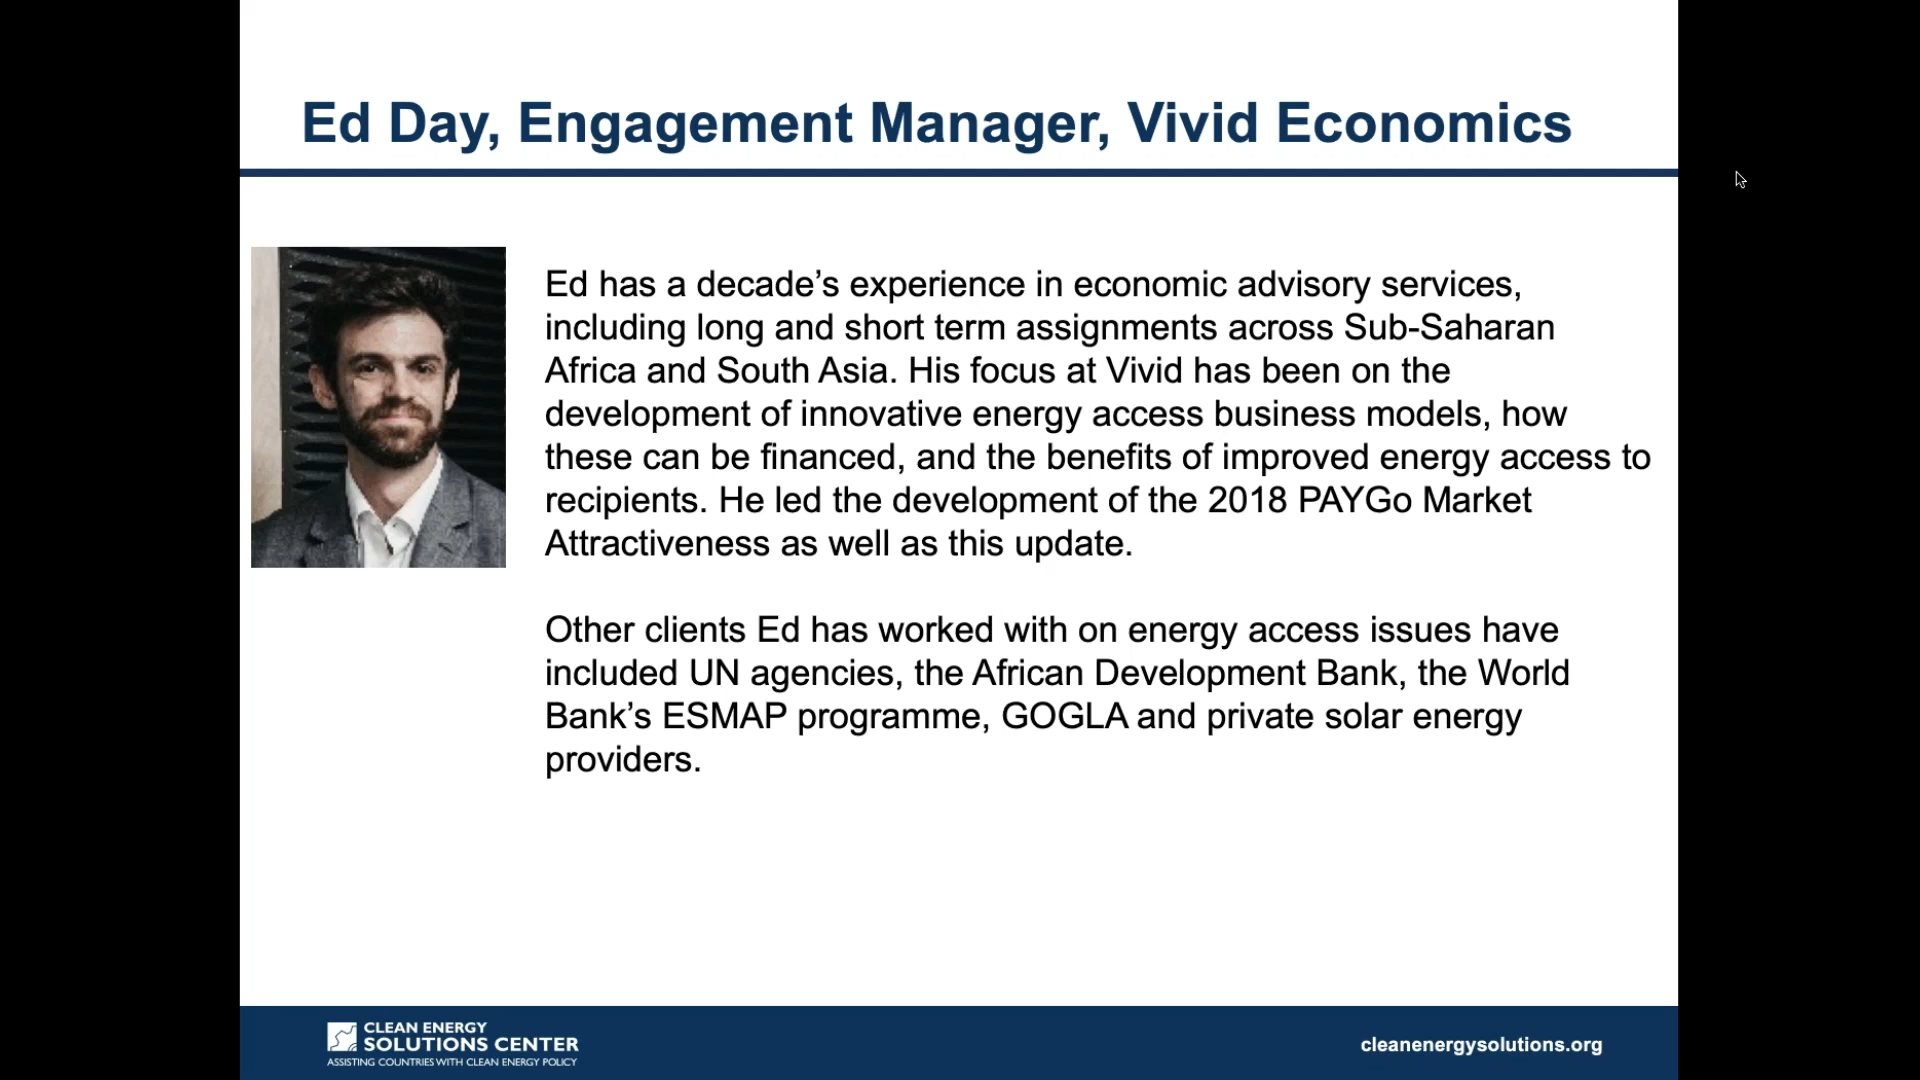 Ed Day, Engagement Manager, Vivid Economics
Ed has a decade’s experience in economic advisory services,
including long and short term assignments across Sub-Saharan
Africa and South Asia. His focus at Vivid has been on the
development of innovative energy access business models, how
these can be financed, and the benefits of improved energy access to
recipients. He led the development of the 2018 PAYGo Market
Attractiveness as well as this update.
Other clients Ed has worked with on energy access issues have
included UN agencies, the African Development Bank, the World
Bank’s ESMAP programme, GOGLA and private solar energy
providers.
CLEAN ENERGY
SOLUTIONS CENTER
ASSISTING COUNTRIES WITH CLEAN ENERGY POLICY
cleanenergysolutions.org